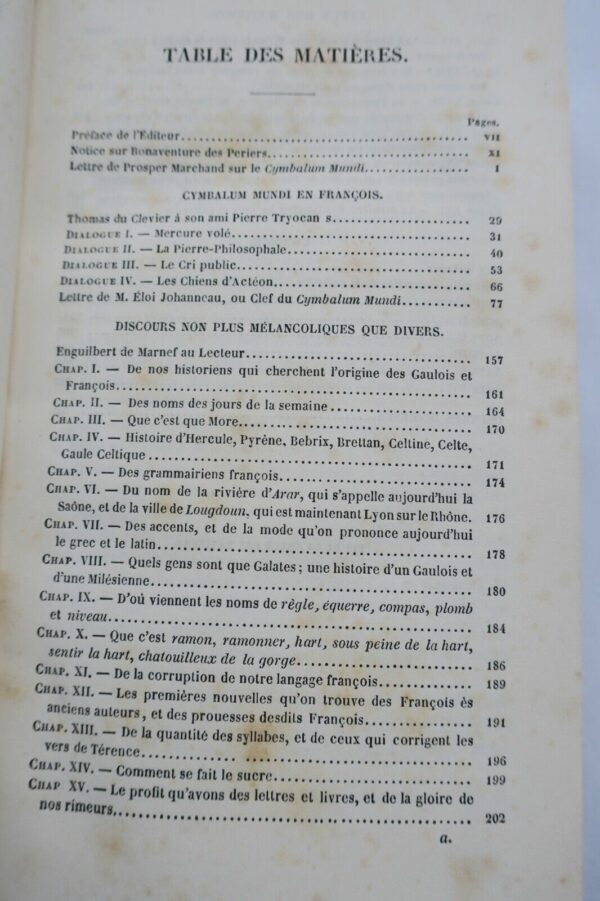 TABLE DES MATIÈRES.
Pages.
Préface de l'Éditeur VII
Notice sur Bonaventure des Periers XI
Lettre de Prosper Marchand sur le Cymbalum Mundi 1
CYMBALUM MUNDI EN FRANÇOIS.
Thomas du Clevier à son ami Pierre Tryocan s 29
DIALOGUE I. — Mercure volé 31
DIALOGUE II. — La Pierre-Philosophale 40
DIALOGUE III. — Le Cri public 53
DIALOGUE IV. — Les Chiens d'Actéon 66
Lettre de M. Éloi Johanneau, ou Clef du Cymbalum Mundi 77
DISCOURS NON PLUS MÉLANCOLIQUES QUE DIVERS.
Enguilbert de Marnef au Lecteur 157
CHAP. I. — De nos historiens qui cherchent l'origine des Gaulois et
François 161
CHAP. II. — Des noms des jours de la semaine 164
CHAP. III. — Que c'est que More 170
CHAP. IV. — Histoire d'Hercule, Pyrène, Bebrix, Brettan, Celtine, Celte,
Gaule Celtique 171
CHAP. V. — Des grammairiens françois 174
CHAP. VI. — Du nom de la rivière d'Arar, qui s'appelle aujourd'hui la
Saône, et de la ville de Lougdoun, qui est maintenant Lyon sur le Rhône. 176
CHAP. VII. — Des accents, et de la mode qu'on prononce aujourd'hui
le grec et le latin 178
CHAP. VIII. — Quels gens sont que Galates ; une histoire d'un Gaulois et
d'une Milésienne 180
CHAP. IX. — D'où viennent les noms de règle, équerre, compas, plomb
et niveau 184
CHAP. X. — Que c'est ramon, ramonner, hart, sous peine de la hart,
sentir la hart, chatouilleux de la gorge 186
CHAP. XI. — De la corruption de notre langage françois 189
CHAP. XII. — Les premières nouvelles qu'on trouve des François ès
anciens auteurs, et des prouesses desdits François 191
CHAP. XIII. — De la quantité des syllabes, et de ceux qui corrigent les
vers de Térence 196
CHAP. XIV. — Comment se fait le sucre 199
CHAP XV. — Le profit qu'avons des lettres et livres, et de la gloire de
nos rimeurs 202
a.